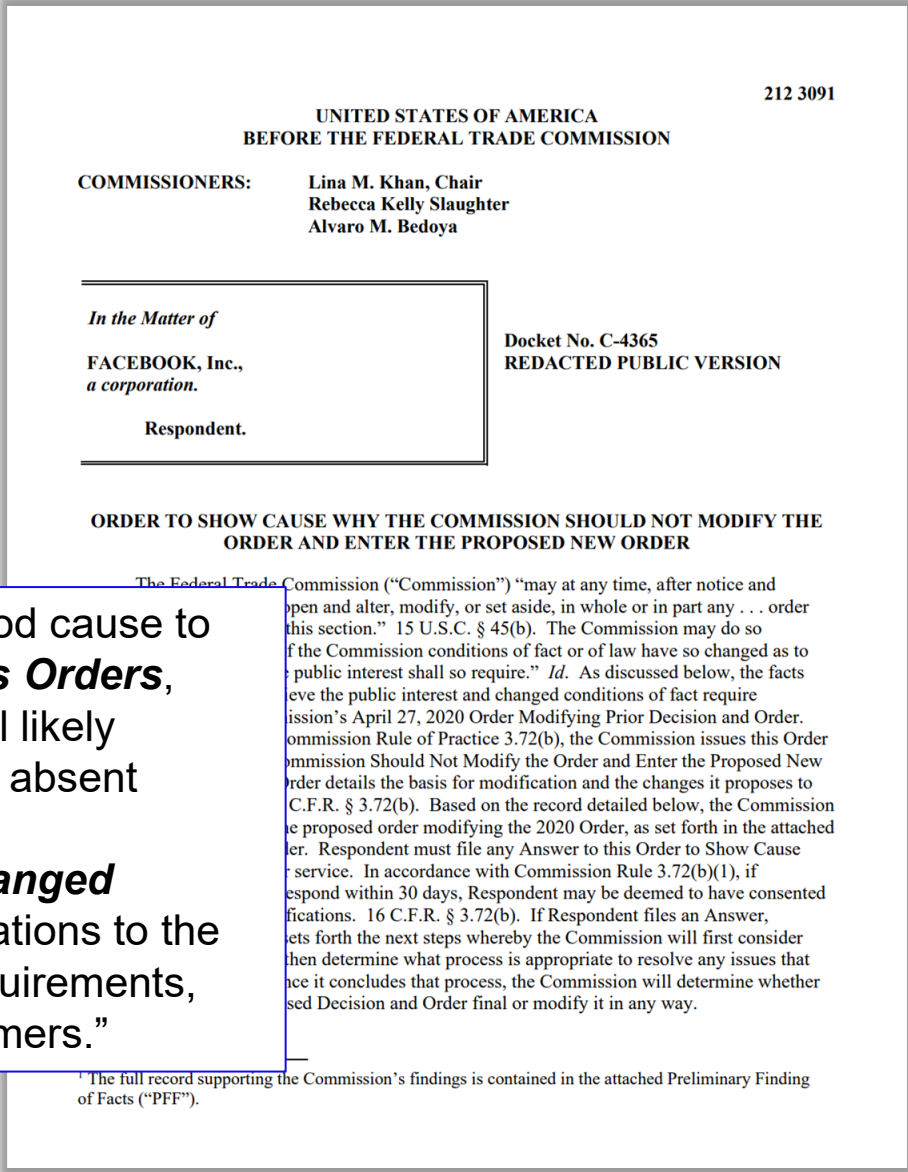 212 3091
UNITED STATES OF AMERICA
BEFORE THE FEDERAL TRADE COMMISSION
COMMISSIONERS: Lina M. Khan, Chair
Rebecca Kelly Slaughter
Alvaro M. Bedoya
In the Matter of
FACEBOOK, Inc.,
a corporation.
Respondent.
Docket No. C-4365
REDACTED PUBLIC VERSION
ORDER TO SHOW CAUSE WHY THE COMMISSION SHOULD NOT MODIFY THE
ORDER AND ENTER THE PROPOSED NEW ORDER
The Federal Trade Commission (“Commission”) “may at any time, after notice and
open and alter, modify, or set aside, in whole or in part any . . . order
this section.” 15 U.S.C. § 45(b). The Commission may do so
f the Commission conditions of fact or of law have so changed as to
public interest shall so require.” Id. As discussed below, the facts
ieve the public interest and changed conditions of fact require
ission’s April 27, 2020 Order Modifying Prior Decision and Order.
ommission Rule of Practice 3.72(b), the Commission issues this Order
ommission Should Not Modify the Order and Enter the Proposed New
Order details the basis for modification and the changes it proposes to
C.F.R. § 3.72(b). Based on the record detailed below, the Commission
e proposed order modifying the 2020 Order, as set forth in the attached
ler. Respondent must file any Answer to this Order to Show Cause
service. In accordance with Commission Rule 3.72(b)(1), if
espond within 30 days, Respondent may be deemed to have consented
fications. 16 C.F.R. § 3.72(b). If Respondent files an Answer,
sets forth the next steps whereby the Commission will first consider
then determine what process is appropriate to resolve any issues that
nce it concludes that process, the Commission will determine whether
sed Decision and Order final or modify it in any way.
od cause to
s Orders,
l likely
absent
anged
ations to the
uirements,
mers.”
1 The full record supporting the Commission’s findings is contained in the attached Preliminary Finding
of Facts (“PFF”).